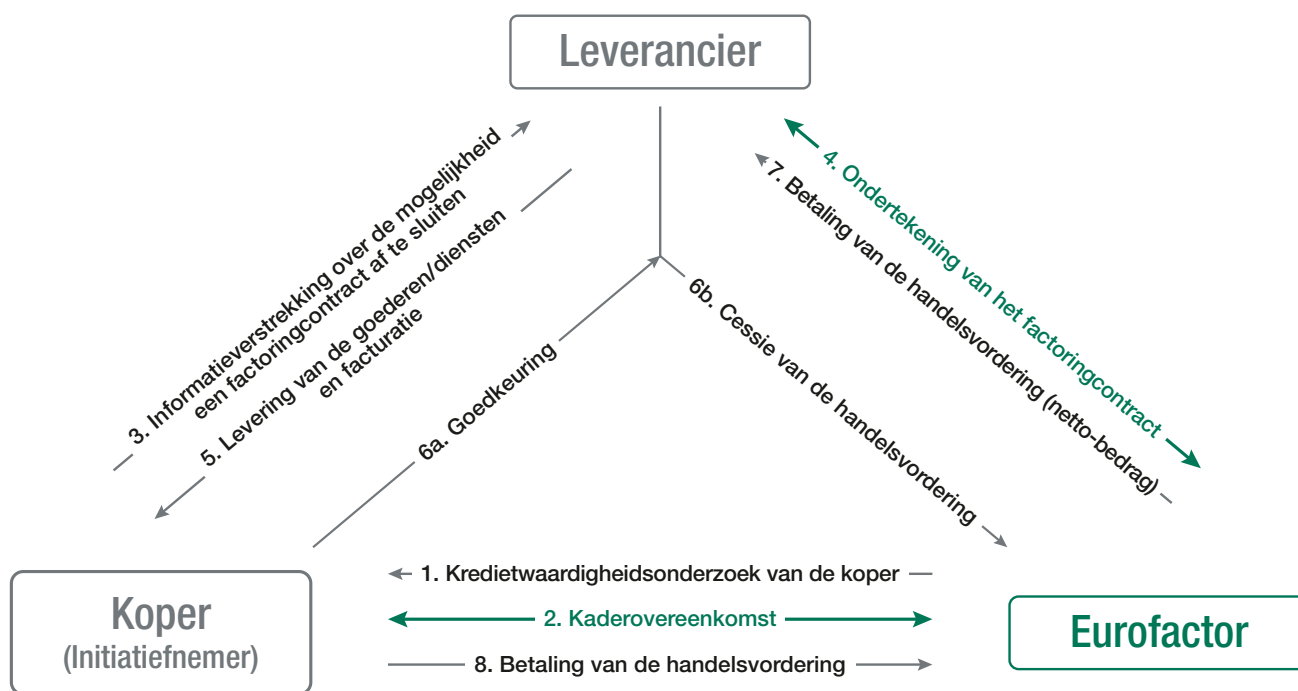 Leverancier
3. Informatieverstrekking over de mogelijkheid
een factoringcontract af te sluiten
5. Levering van de goederen/diensten
en facturatie
6a. Goedkeuring
6b. Cessie van de handelsvordering
4. Ondertekening van het factoringcontract
7. Betaling van de handelsvordering (netto-bedrag)
1. Kredietwaardigheidsonderzoek van de koper
2. Kaderovereenkomst
8. Betaling van de handelsvordering
Koper
(Initiatiefnemer)
Eurofactor